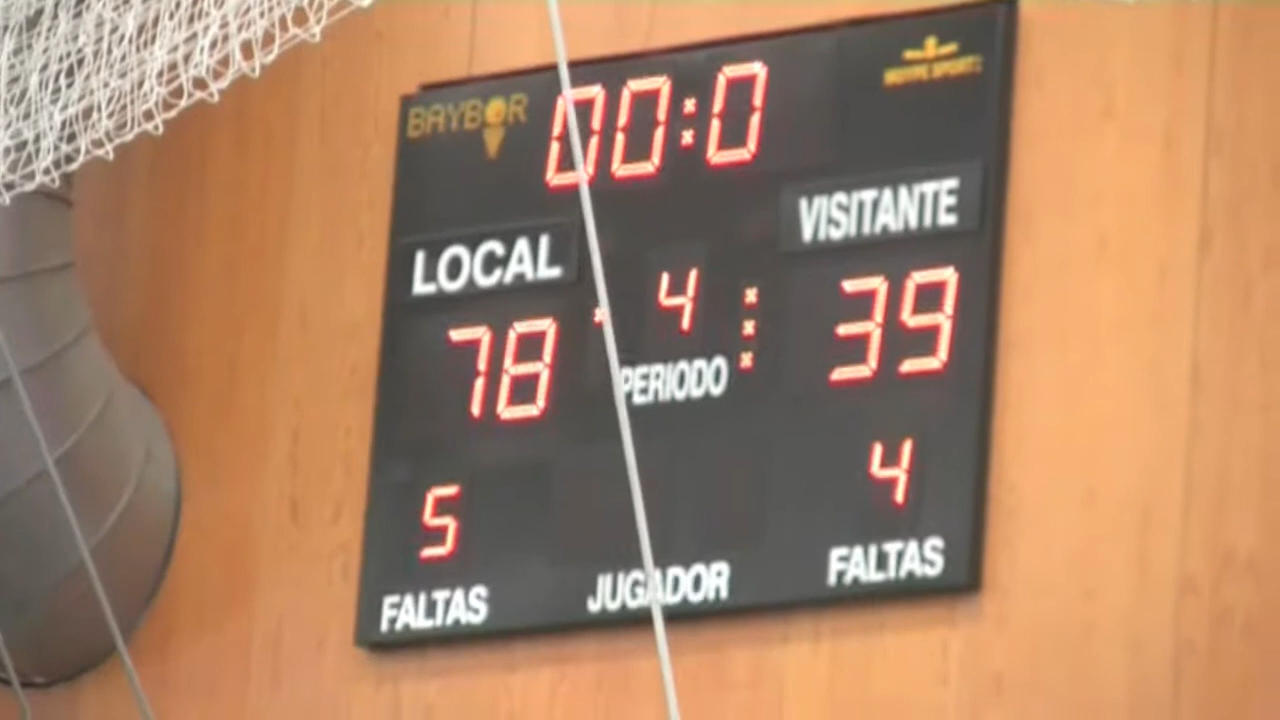 BAYBOR
00:0
LOCAL
VISITANTE
78
4
39
PERIODO
5
4
FALTAS
JUGADOR
FALTAS